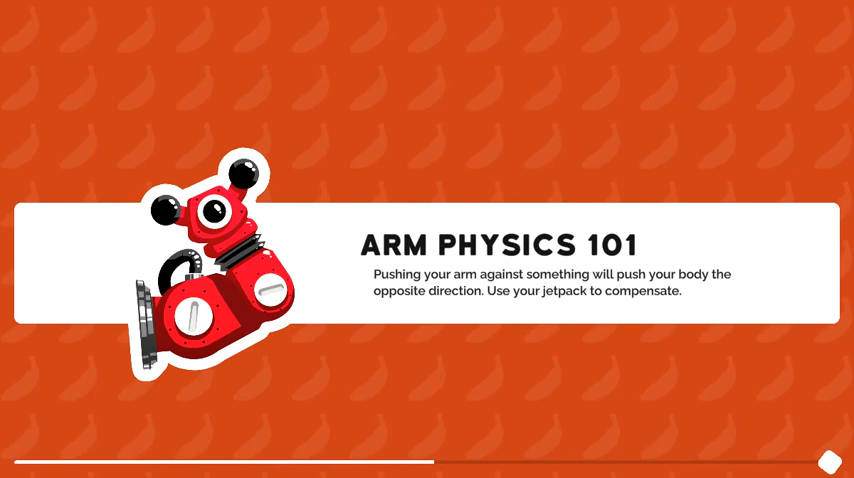 ARM PHYSICS 101
Pushing your arm against something will push your body the
opposite direction. Use your jetpack to compensate.